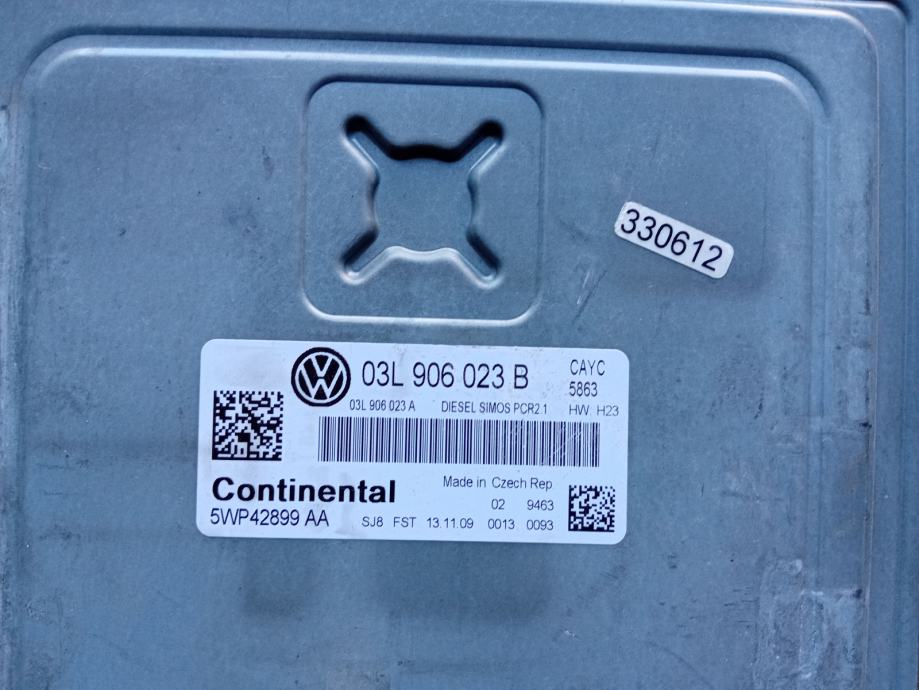 330612
03L 906 023 B
CAYC
5863
03L 906 023 A DIESEL SIMOS PCR2.1 HW H23
Continental
Made in Czech Rep.
02 9463
5WP42899 AA SJ8 FST 13.11.09 0013 0093